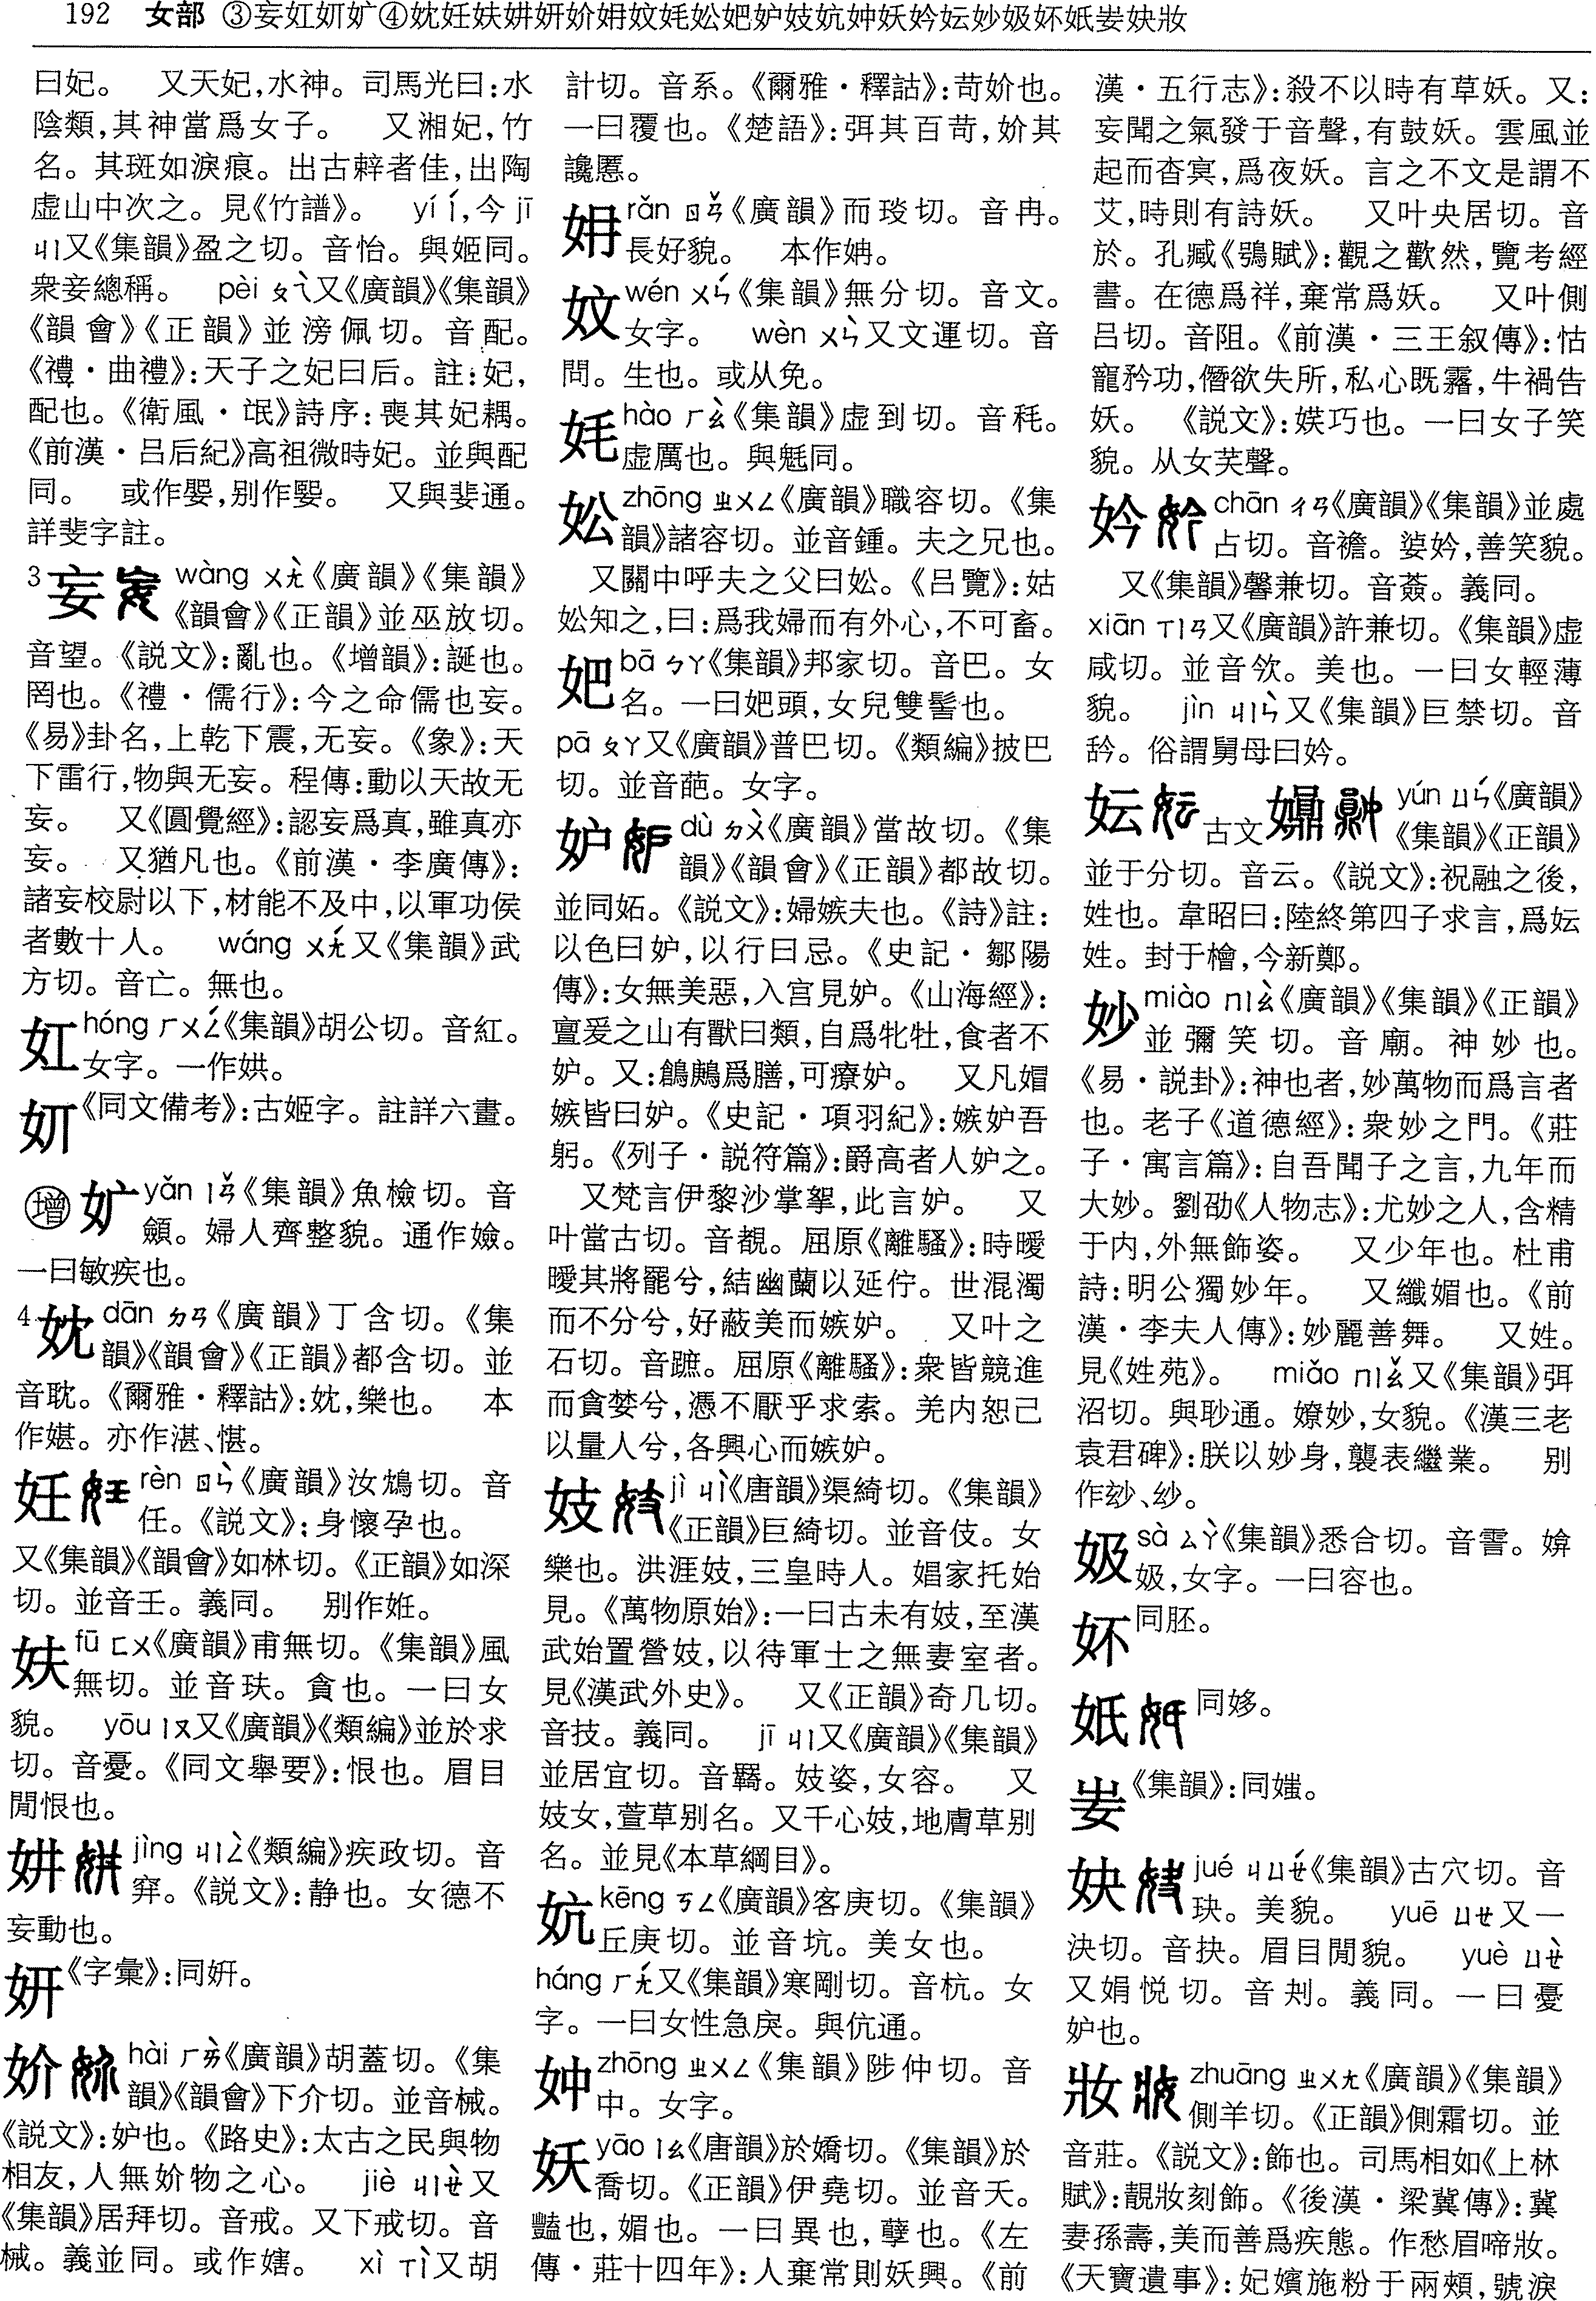 192 女部 ③妄妅㚢㚧④妉妊妋妌妍妎姌妏㚪妐妑妒妓妔妕妖妗妘妙㚫妚妛妜妝
曰妃。 又天妃,水神。司馬光曰:水
陰類,其神當爲女子。 又湘妃,竹
名。其斑如淚痕。出古辢者佳,出陶
虛山中次之。見《竹譜》。 yí ㄧˊ,今 jī
ㄐㄧ又《集韻》盈之切。音怡。與姬同。
衆妾總稱。 pèi ㄆㄟˋ又《廣韻》《集韻》
《韻會》《正韻》並滂佩切。音配。
《禮・曲禮》:天子之妃曰后。註:妃,
配也。《衛風・氓》詩序:喪其妃耦。
《前漢・吕后紀》高祖微時妃。並與配
同。 或作㛱,别作嫛。 又與斐通。
詳斐字註。
3 妄 wàng ㄨㄤˋ《廣韻》《集韻》
《韻會》《正韻》並巫放切。
音望。《説文》:亂也。《增韻》:誕也。
罔也。《禮・儒行》:今之命儒也妄。
《易》卦名,上乾下震,无妄。《象》:天
下雷行,物與无妄。程傳:動以天故无
妄。 又《圓覺經》:認妄爲真,雖真亦
妄。 又猶凡也。《前漢・李廣傳》:
諸妄校尉以下,材能不及中,以軍功侯
者數十人。 wáng ㄨㄤˊ又《集韻》武
方切。音亡。無也。
妅 hóng ㄏㄨㄥˊ《集韻》胡公切。音紅。
女字。一作娂。
《同文備考》:古姬字。註詳六畫。
增 yǎn ㄧㄢˇ《集韻》魚檢切。音
顩。婦人齊整貌。通作嬐。
一曰敏疾也。
4 妉 dān ㄉㄢ《廣韻》丁含切。《集
韻》《韻會》《正韻》都含切。並
音耽。《爾雅・釋詁》:妉,樂也。 本
作媅。亦作湛、愖。
妊 rèn ㄖㄣˋ《廣韻》汝鴆切。音
任。《説文》:身懷孕也。
又《集韻》《韻會》如林切。《正韻》如深
切。並音壬。義同。 别作姙。
妋 fū ㄈㄨ《廣韻》甫無切。《集韻》風
無切。並音玞。貪也。一曰女
貌。 yōu ㄧㄡ又《廣韻》《類編》並於求
切。音憂。《同文舉要》:恨也。眉目
閒恨也。
妌 jìng ㄐㄧㄥˋ《類編》疾政切。音
穽。《説文》:静也。女德不
妄動也。
妍《字彙》:同姸。
妎 hài ㄏㄞˋ《廣韻》胡蓋切。《集
韻》《韻會》下介切。並音械。
《説文》:妒也。《路史》:太古之民與物
相友,人無妎物之心。 jiè ㄐㄧㄝˋ又
《集韻》居拜切。音戒。又下戒切。音
械。義並同。或作㛿。 xì ㄒㄧˋ又胡
計切。音系。《爾雅・釋詁》:苛妎也。
一曰覆也。《楚語》:弭其百苛,妎其
讒慝。
姌 rǎn ㄖㄢˇ《廣韻》而琰切。音冉。
長好貌。 本作姌。
妏 wén ㄨㄣˊ《集韻》無分切。音文。
女字。 wèn ㄨㄣˋ又文運切。音
問。生也。或从免。
㚪 hào ㄏㄠˋ《集韻》虛到切。音秏。
虛厲也。與魹同。
妐 zhōng ㄓㄨㄥ《廣韻》職容切。《集
韻》諸容切。並音鍾。夫之兄也。
又關中呼夫之父曰妐。《吕覽》:姑
妐知之,曰:爲我婦而有外心,不可畜。
妑 bā ㄅㄚ《集韻》邦家切。音巴。女
名。一曰妑頭,女兒雙髻也。
pā ㄆㄚ又《廣韻》普巴切。《類編》披巴
切。並音葩。女字。
妒 dù ㄉㄨˋ《廣韻》當故切。《集
韻》《韻會》《正韻》都故切。
並同妬。《説文》:婦嫉夫也。《詩》註:
以色曰妒,以行曰忌。《史記・鄒陽
傳》:女無美惡,入宫見妒。《山海經》:
亶爰之山有獸曰類,自爲牝牡,食者不
妒。又:鶬鶊爲膳,可療妒。 又凡媢
嫉皆曰妒。《史記・項羽紀》:嫉妒吾
躬。《列子・説符篇》:爵高者人妒之。
又梵言伊黎沙掌拏,此言妒。 又
叶當古切。音覩。屈原《離騷》:時曖
曖其將罷兮,結幽蘭以延佇。世混濁
而不分兮,好蔽美而嫉妒。 又叶之
石切。音蹠。屈原《離騷》:衆皆競進
而貪婪兮,憑不厭乎求索。羌内恕己
以量人兮,各興心而嫉妒。
妓 jì ㄐㄧˋ《唐韻》渠綺切。《集韻》
《正韻》巨綺切。並音伎。女
樂也。洪涯妓,三皇時人。娼家托始
見。《萬物原始》:一曰古未有妓,至漢
武始置營妓,以待軍士之無妻室者。
見《漢武外史》。 又《正韻》奇几切。
音技。義同。 jī ㄐㄧ又《廣韻》《集韻》
並居宜切。音羇。妓姿,女容。 又
妓女,萱草别名。又千心妓,地膚草别
名。並見《本草綱目》。
妔 kēng ㄎㄥ《廣韻》客庚切。《集韻》
丘庚切。並音坑。美女也。
háng ㄏㄤˊ又《集韻》寒剛切。音杭。女
字。一曰女性急戾。與伉通。
妕 zhōng ㄓㄨㄥ《集韻》陟仲切。音
中。女字。
妖 yāo ㄧㄠ《唐韻》於嬌切。《集韻》於
喬切。《正韻》伊堯切。並音夭。
豔也,媚也。一曰異也,孽也。《左
傳・莊十四年》:人棄常則妖興。《前
漢・五行志》:殺不以時有草妖。又:
妄聞之氣發于音聲,有鼓妖。雲風並
起而杳冥,爲夜妖。言之不文是謂不
艾,時則有詩妖。 又叶央居切。音
於。孔臧《鴞賦》:觀之歡然,覽考經
書。在德爲祥,棄常爲妖。 又叶側
吕切。音阻。《前漢・三王叙傳》:怙
寵矜功,僭欲失所,私心既霿,牛禍告
妖。 《説文》:娱巧也。一曰女子笑
貌。从女芺聲。
妗 chān ㄔㄢ《廣韻》《集韻》並處
占切。音襜。婆妗,善笑貌。
又《集韻》馨兼切。音薟。義同。
xiān ㄒㄧㄢ又《廣韻》許兼切。《集韻》虛
咸切。並音欦。美也。一曰女輕薄
貌。 jìn ㄐㄧㄣˋ又《集韻》巨禁切。音
紟。俗謂舅母曰妗。
妘 古文 yún ㄩㄣˊ《廣韻》
《集韻》《正韻》
並于分切。音云。《説文》:祝融之後,
姓也。韋昭曰:陸終第四子求言,爲妘
姓。封于檜,今新鄭。
妙 miào ㄇㄧㄠˋ《廣韻》《集韻》《正韻》
並彌笑切。音廟。神妙也。
《易・説卦》:神也者,妙萬物而爲言者
也。老子《道德經》:衆妙之門。《莊
子・寓言篇》:自吾聞子之言,九年而
大妙。劉劭《人物志》:尤妙之人,含精
于内,外無飾姿。 又少年也。杜甫
詩:明公獨妙年。 又纖媚也。《前
漢・李夫人傳》:妙麗善舞。 又姓。
見《姓苑》。 miǎo ㄇㄧㄠˇ又《集韻》弭
沼切。與眇通。嫽妙,女貌。《漢三老
袁君碑》:朕以妙身,襲表繼業。 别
作玅、紗。
㚫 sà ㄙㄚˋ《集韻》悉合切。音霅。媕
㚫,女字。一曰容也。
妚 同胚。
妛 同姼。
《集韻》:同媸。
妜 jué ㄐㄩㄝˊ《集韻》古穴切。音
玦。美貌。 yuē ㄩㄝ又一
決切。音抉。眉目閒貌。 yuè ㄩㄝˋ
又娟悦切。音𠜾。義同。一曰憂
妒也。
妝 zhuāng ㄓㄨㄤ《廣韻》《集韻》
側羊切。《正韻》側霜切。並
音莊。《説文》:飾也。司馬相如《上林
賦》:靚妝刻飾。《後漢・梁冀傳》:冀
妻孫壽,美而善爲疾態。作愁眉啼妝。
《天寶遺事》:妃嬪施粉于兩頰,號淚